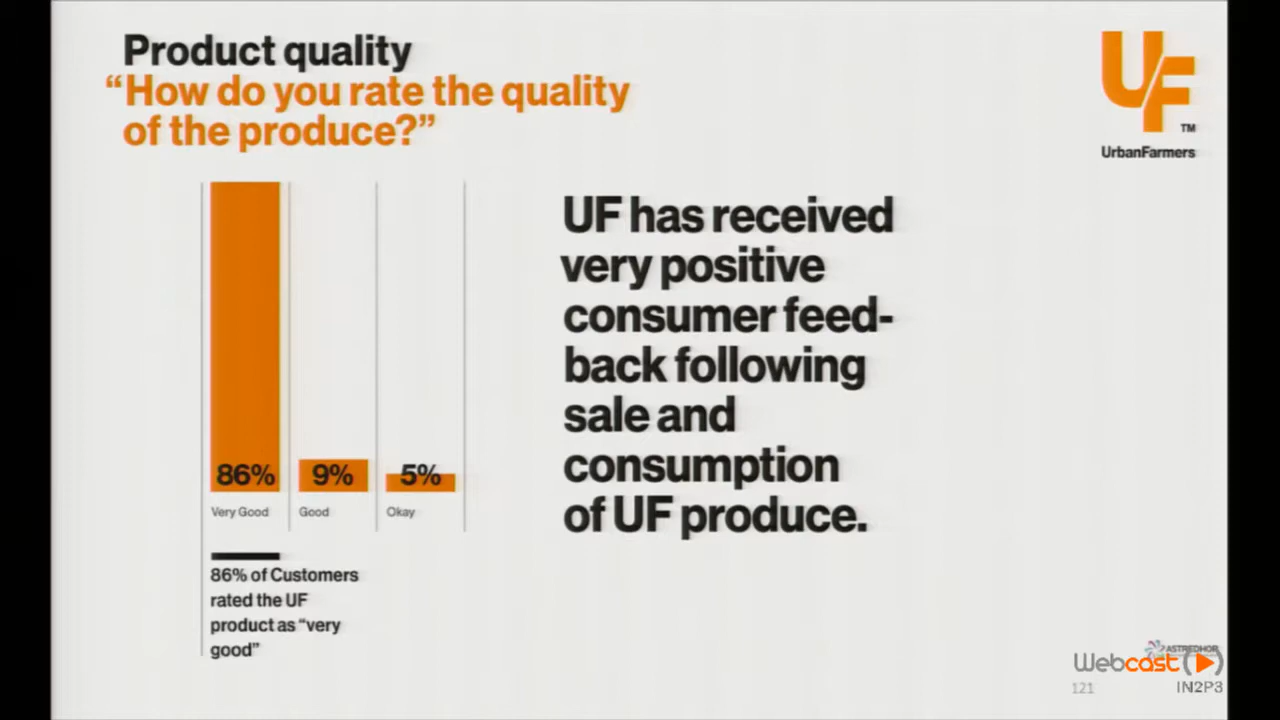 Product quality
“How do you rate the quality
of the produce?”
UF
TM
UrbanFarmers
UF has received
very positive
consumer feed-
back following
sale and
consumption
of UF produce.
86%
9%
5%
Very Good
Good
Okay
86% of Customers
rated the UF
product as “very
good”
ASTREDHOR
Webcast
121
IN2P3